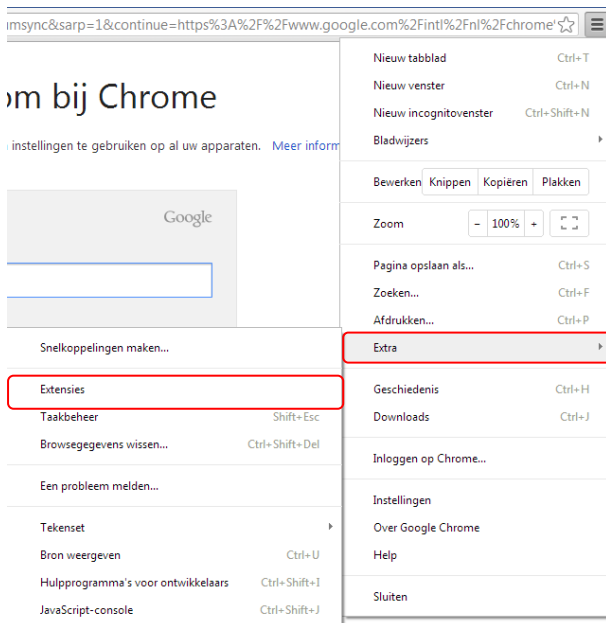 umsync&sarp=1&continue=https%3A%2F%2Fwww.google.com%2Fintl%2Fnl%2Fchrome'
om bij Chrome
instellingen te gebruiken op al uw apparaten. Meer inform
Google
Nieuw tabblad Ctrl+T
Nieuw venster Ctrl+N
Nieuw incognitovenster Ctrl+Shift+N
Bladwijzers
Bewerken Knippen Kopiëren Plakken
Zoom - 100% +
Pagina opslaan als... Ctrl+S
Zoeken... Ctrl+F
Afdrukken... Ctrl+P
Extra
Geschiedenis Ctrl+H
Downloads Ctrl+J
Inloggen op Chrome...
Instellingen
Over Google Chrome
Help
Sluiten
Snelkoppelingen maken...
Extensies
Taakbeheer Shift+Esc
Browsegegevens wissen... Ctrl+Shift+Del
Een probleem melden...
Tekenset
Bron weergeven Ctrl+U
Hulpprogramma's voor ontwikkelaars Ctrl+Shift+I
JavaScript-console Ctrl+Shift+J